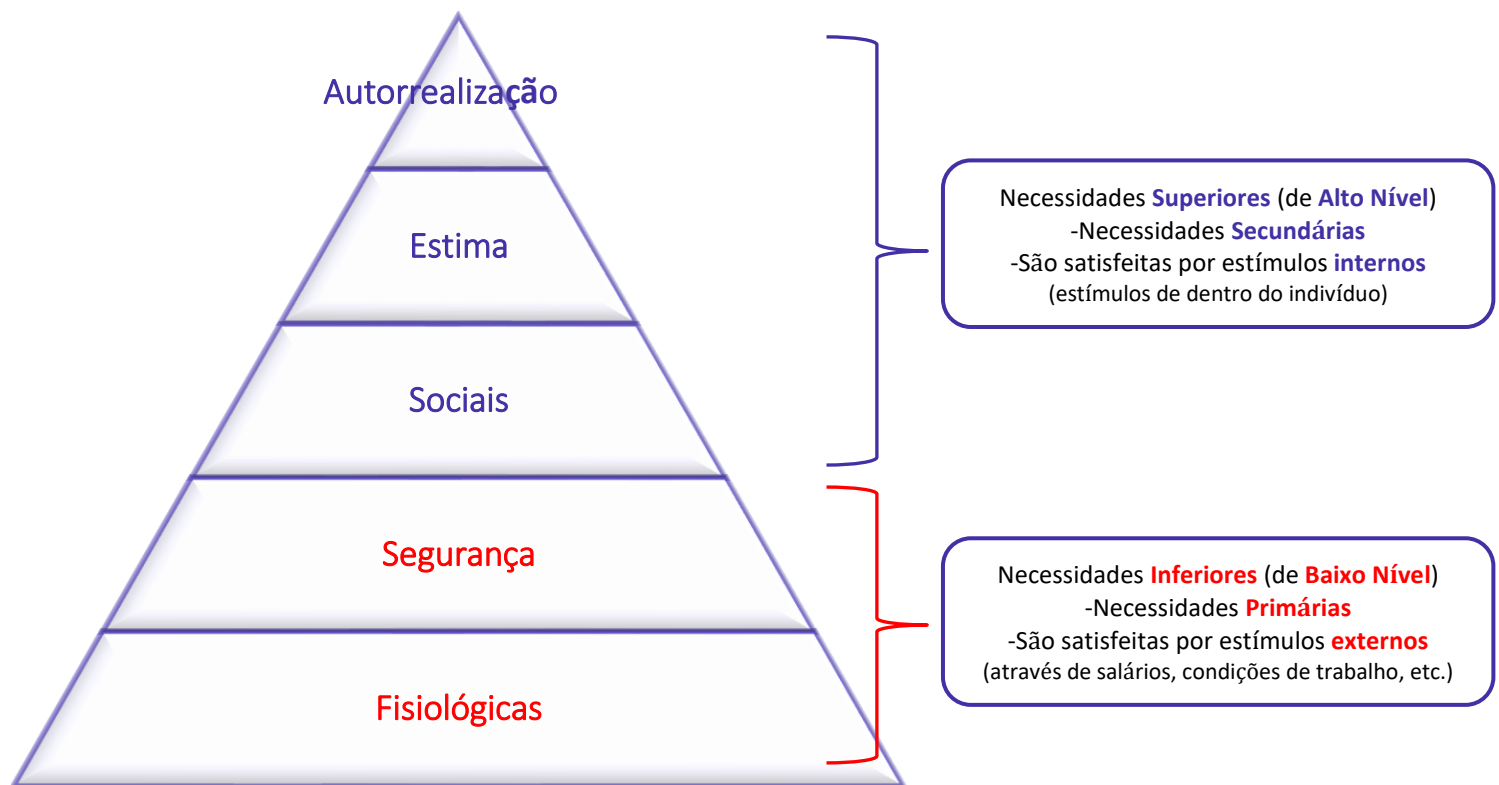 Autorrealização
Estima
Sociais
Segurança
Fisiológicas
Necessidades Superiores (de Alto Nível)
-Necessidades Secundárias
-São satisfeitas por estímulos internos
(estímulos de dentro do indivíduo)
Necessidades Inferiores (de Baixo Nível)
-Necessidades Primárias
-São satisfeitas por estímulos externos
(através de salários, condições de trabalho, etc.)